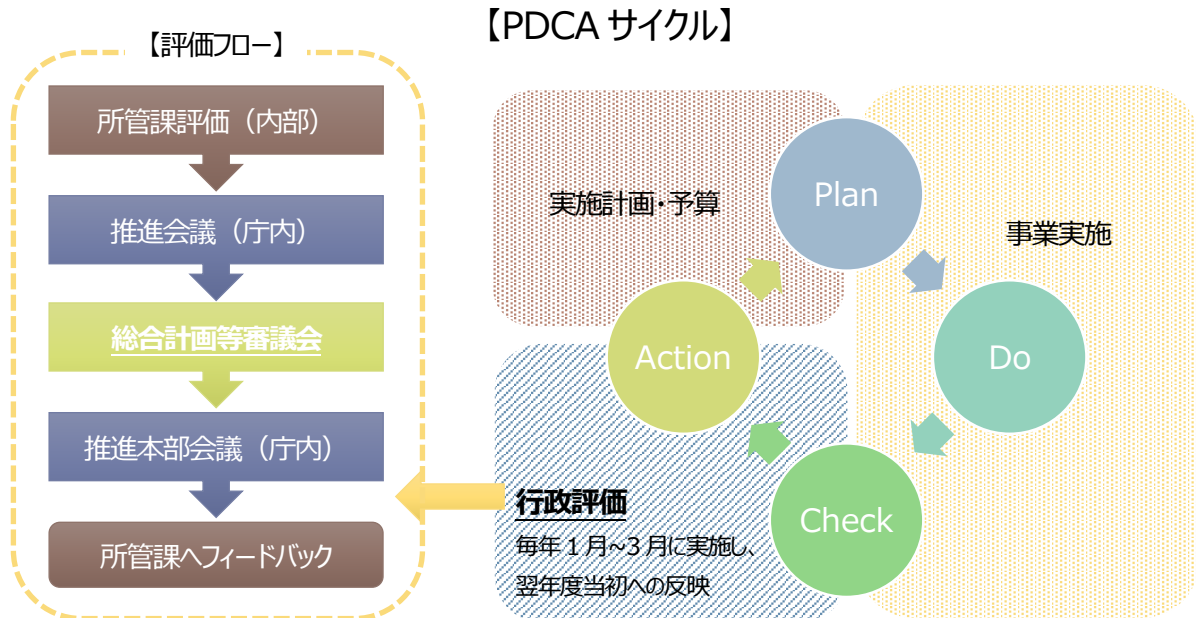 【PDCA サイクル】
【評価フロー】
所管課評価（内部）
推進会議（庁内）
総合計画等審議会
推進本部会議（庁内）
所管課へフィードバック
実施計画・予算
Plan
事業実施
Action
Do
Check
行政評価
毎年 1 月~3 月に実施し、
翌年度当初への反映